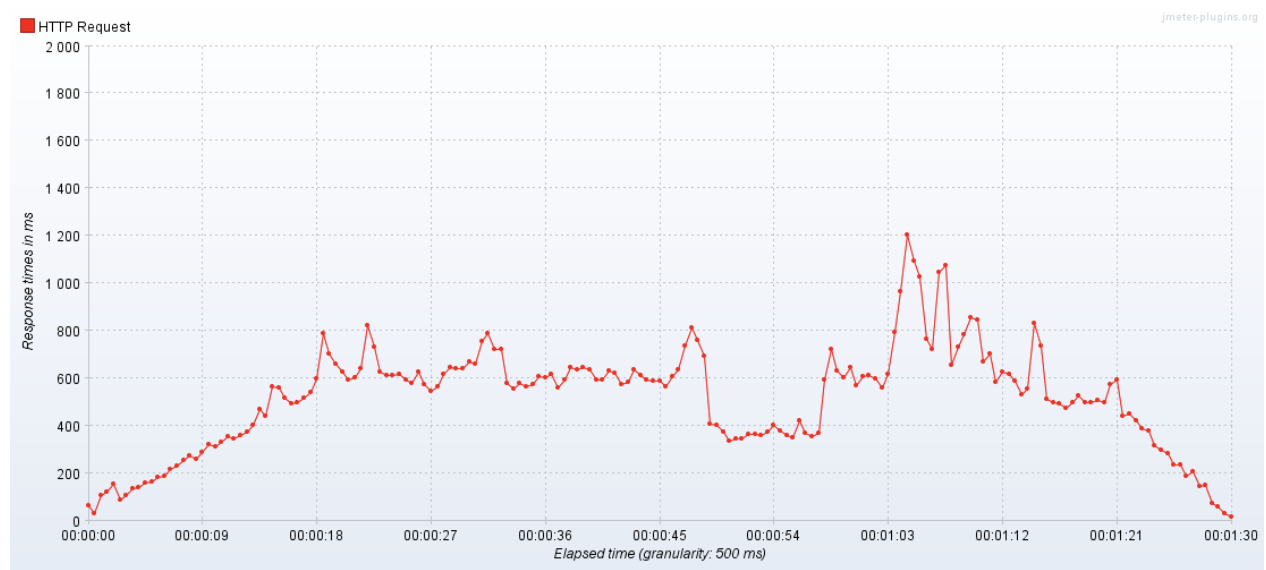 jmeter-plugins.org
HTTP Request
2 000
1 800
1 600
1 400
1 200
1 000
800
600
400
200
0
Response times in ms
00:00:00 00:00:09 00:00:18 00:00:27 00:00:36 00:00:45 00:00:54 00:01:03 00:01:12 00:01:21 00:01:30
Elapsed time (granularity: 500 ms)